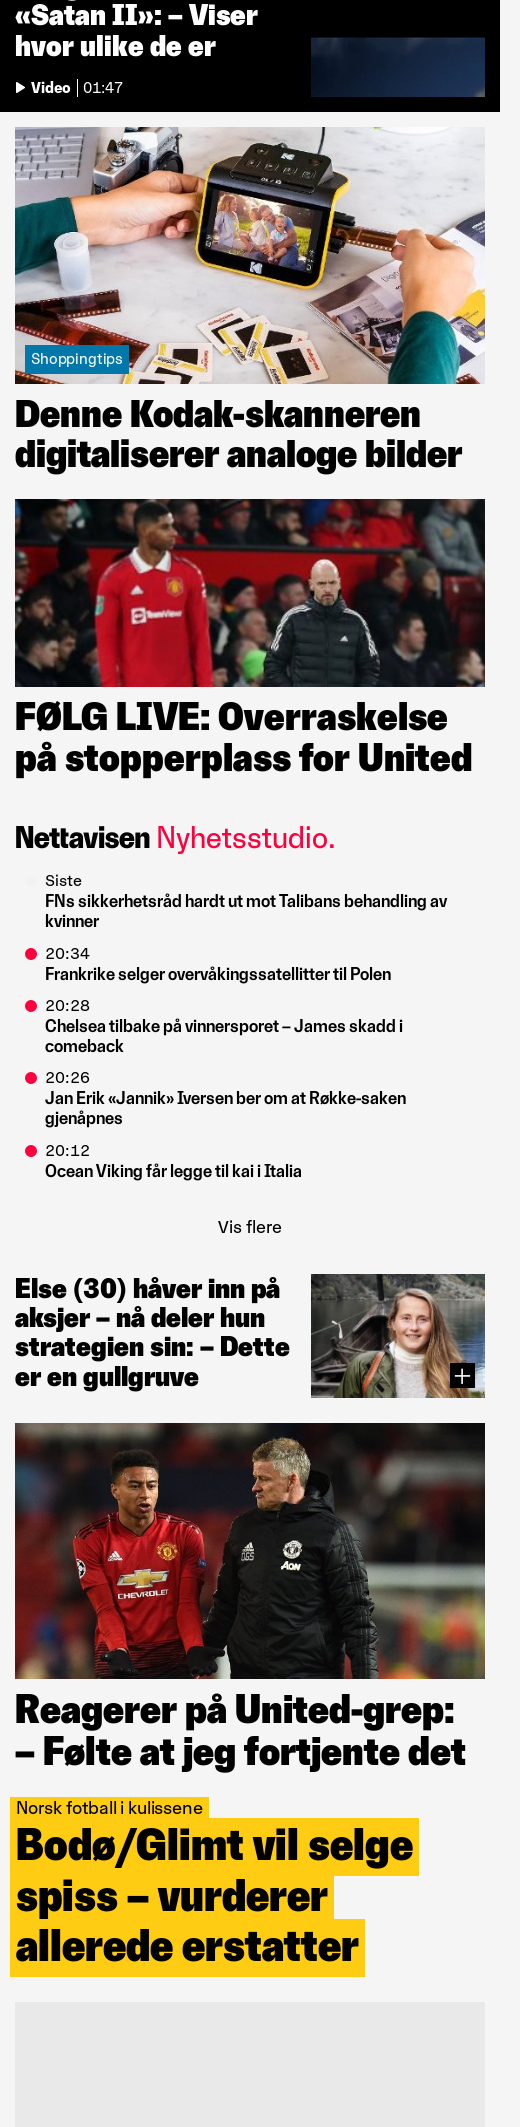 «Satan II»: – Viser
hvor ulike de er
Video
01:47
Kodak
Shoppingtips
Denne Kodak-skanneren
digitaliserer analoge bilder
TeamViewer
FØLG LIVE: Overraskelse
på stopperplass for United
Nettavisen Nyhetsstudio.
Siste
FNs sikkerhetsråd hardt ut mot Talibans behandling av
kvinner
20:34
Frankrike selger overvåkingssatellitter til Polen
20:28
Chelsea tilbake på vinnersporet – James skadd i
comeback
20:26
Jan Erik «Jannik» Iversen ber om at Røkke-saken
gjenåpnes
20:12
Ocean Viking får legge til kai i Italia
Vis flere
Else (30) håver inn på
aksjer – nå deler hun
strategien sin: – Dette
er en gullgruve
CHEVROLET
OGS
AON
Reagerer på United-grep:
– Følte at jeg fortjente det
Norsk fotball i kulissene
Bodø/Glimt vil selge
spiss – vurderer
allerede erstatter